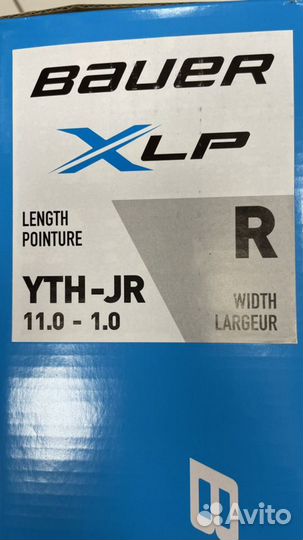 BAUER
XLP
LENGTH
POINTURE
R
YTH-JR
11.0 - 1.0
WIDTH
LARGEUR
B
Avito